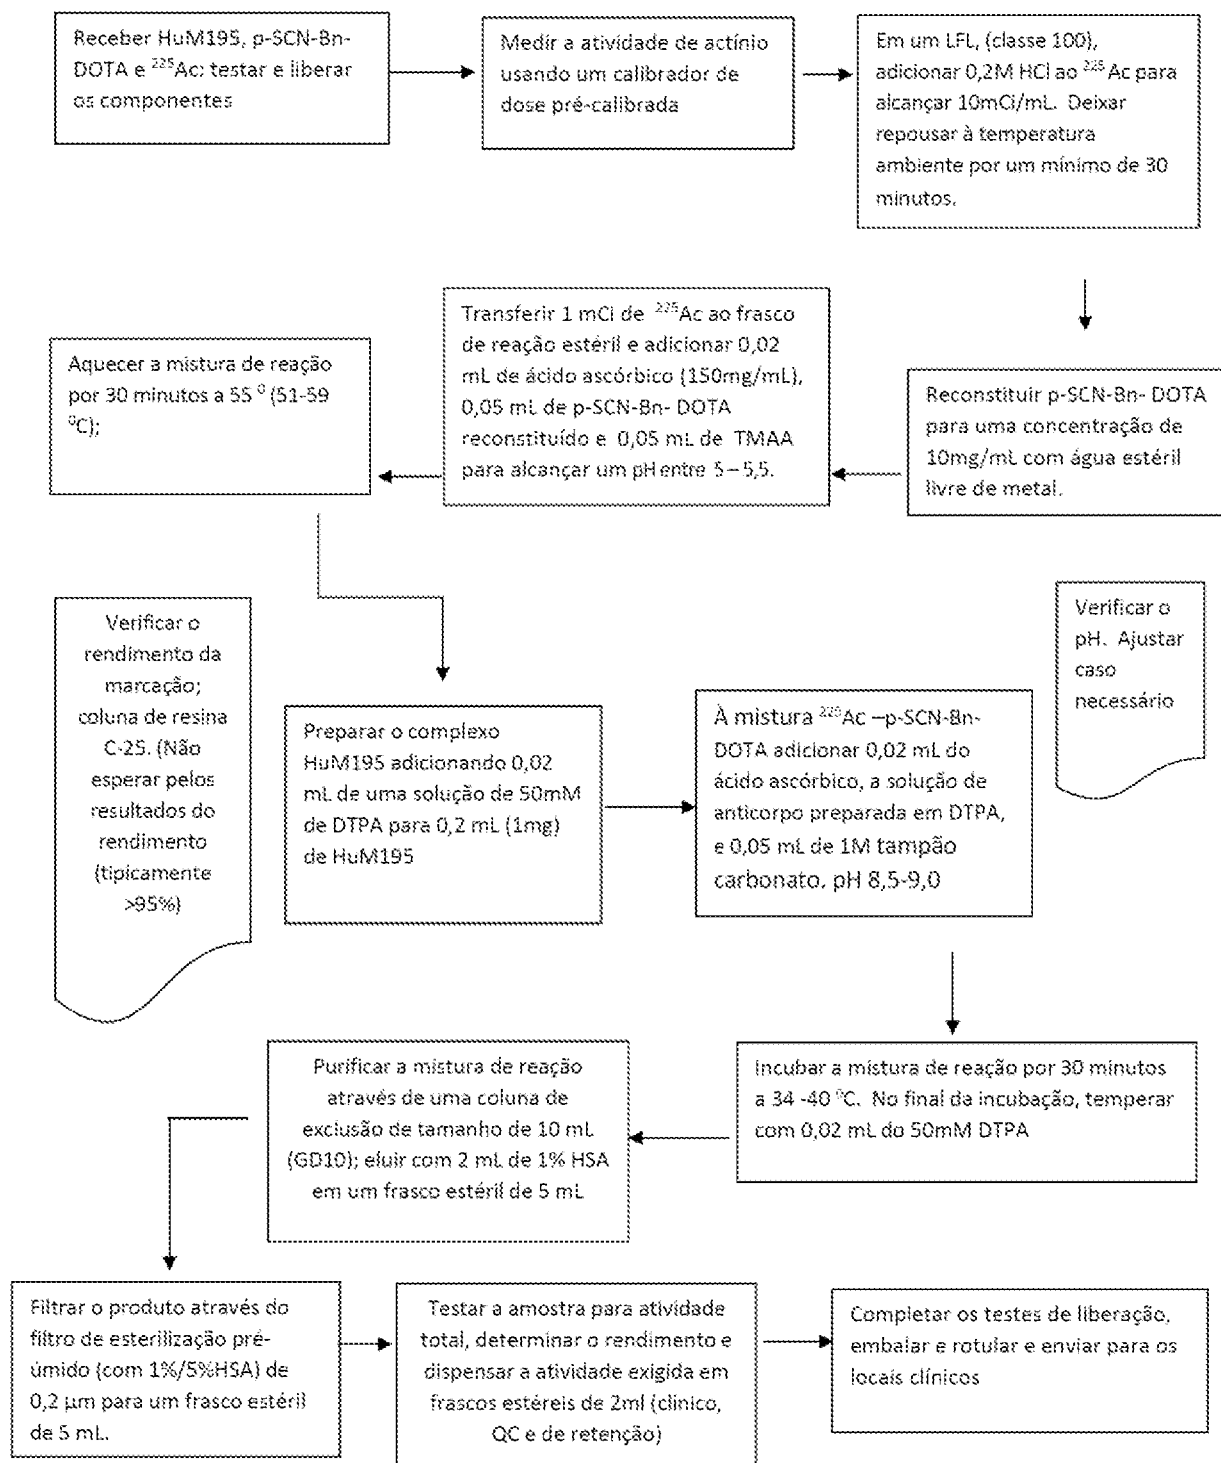 Receber HuM195, p-SCN-Bn-
DOTA e ²²⁵Ac; testar e liberar
os componentes
Medir a atividade de actínio
usando um calibrador de
dose pré-calibrada
Em um LFL, (classe 100),
adicionar 0,2M HCl ao ²²⁵ Ac para
alcançar 10mCi/mL. Deixar
repousar à temperatura
ambiente por um mínimo de 30
minutos.
Reconstituir p-SCN-Bn- DOTA
para uma concentração de
10mg/mL com água estéril
livre de metal.
Transferir 1 mCi de ²²⁵Ac ao frasco
de reação estéril e adicionar 0,02
mL de ácido ascórbico (150mg/mL),
0,05 mL de p-SCN-Bn- DOTA
reconstituído e 0,05 mL de TMAA
para alcançar um pH entre 5 – 5,5.
Aquecer a mistura de reação
por 30 minutos a 55 ⁰ (51-59
⁰C);
Verificar o
rendimento da
marcação;
coluna de resina
C-25. (Não
esperar pelos
resultados do
rendimento
(tipicamente
>95%)
Preparar o complexo
HuM195 adicionando 0,02
mL de uma solução de 50mM
de DTPA para 0,2 mL (1mg)
de HuM195
À mistura ²²⁵Ac –p-SCN-Bn-
DOTA adicionar 0,02 mL do
ácido ascórbico, a solução de
anticorpo preparada em DTPA,
e 0,05 mL de 1M tampão
carbonato. pH 8,5-9,0
Verificar o
pH. Ajustar
caso
necessário
Incubar a mistura de reação por 30 minutos
a 34 -40 ⁰C. No final da incubação, temperar
com 0,02 mL do 50mM DTPA
Purificar a mistura de reação
através de uma coluna de
exclusão de tamanho de 10 mL
(GD10); eluir com 2 mL de 1% HSA
em um frasco estéril de 5 mL
Filtrar o produto através do
filtro de esterilização pré-
úmido (com 1%/5%HSA) de
0,2 µm para um frasco estéril
de 5 mL.
Testar a amostra para atividade
total, determinar o rendimento e
dispensar a atividade exigida em
frascos estéreis de 2ml (clínico,
QC e de retenção)
Completar os testes de liberação,
embalar e rotular e enviar para os
locais clínicos